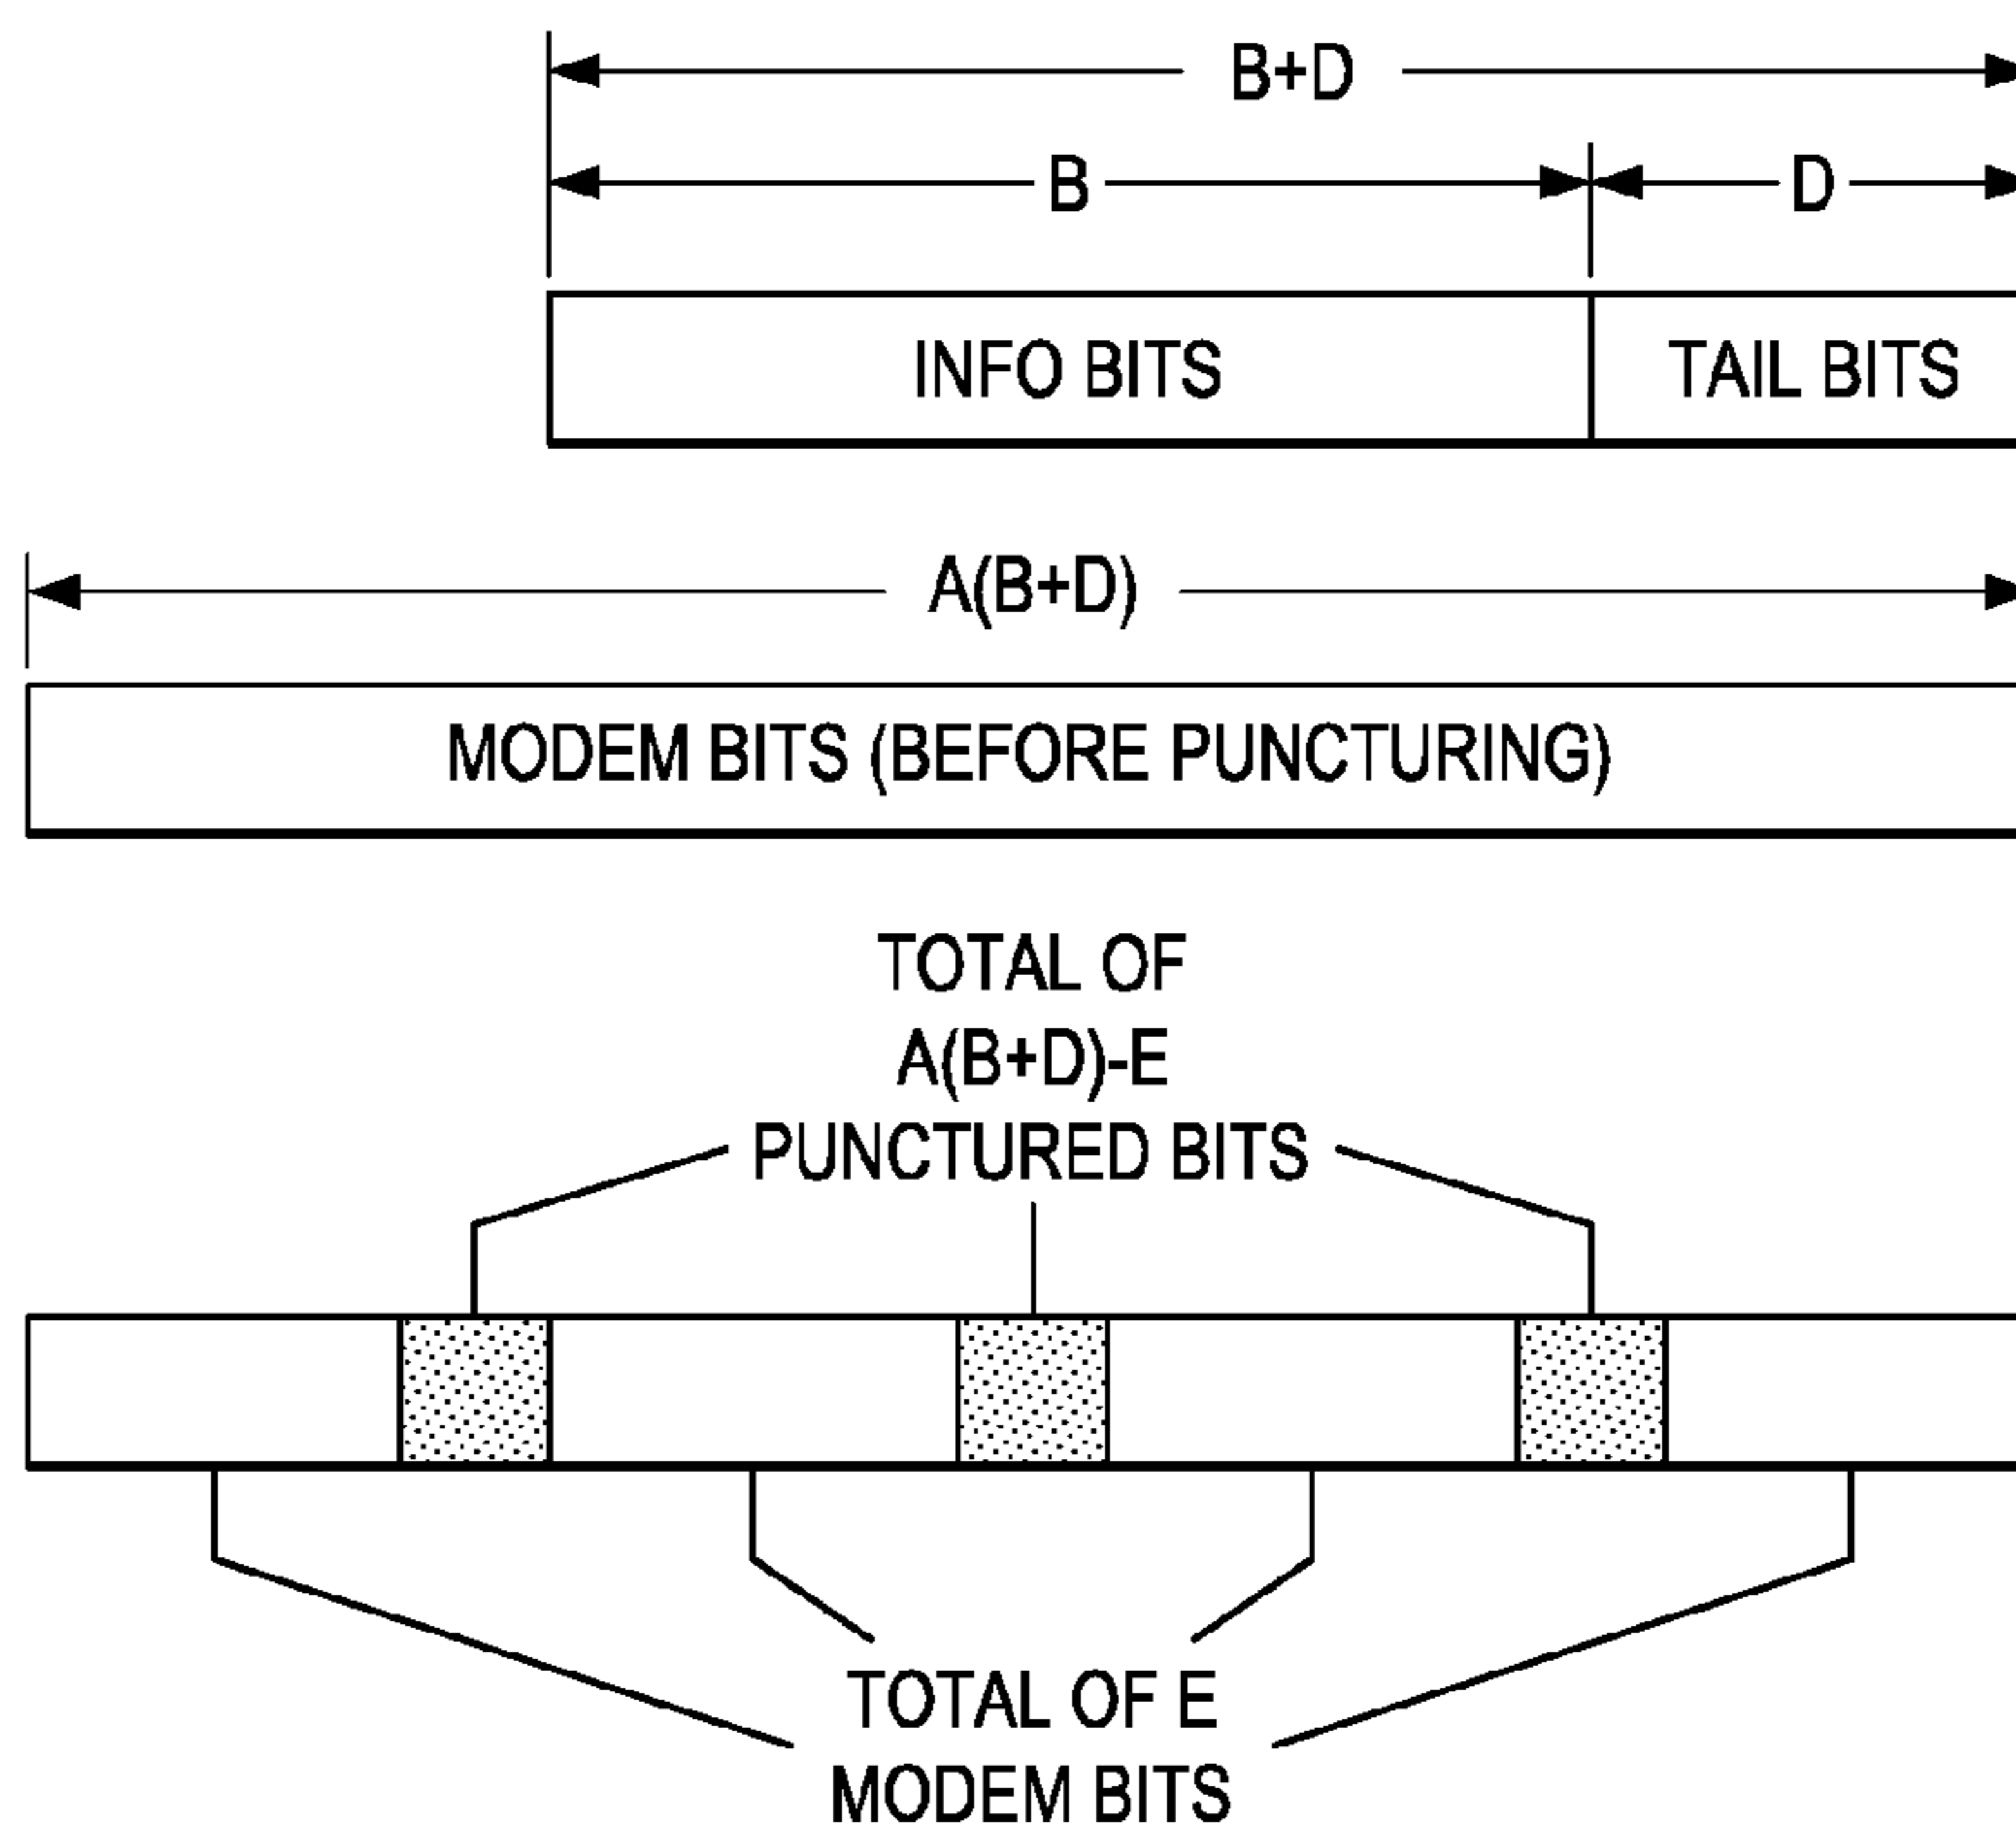 B+D
B
D
INFO BITS
TAIL BITS
A(B+D)
MODEM BITS (BEFORE PUNCTURING)
TOTAL OF
A(B+D)-E
PUNCTURED BITS
TOTAL OF E
MODEM BITS